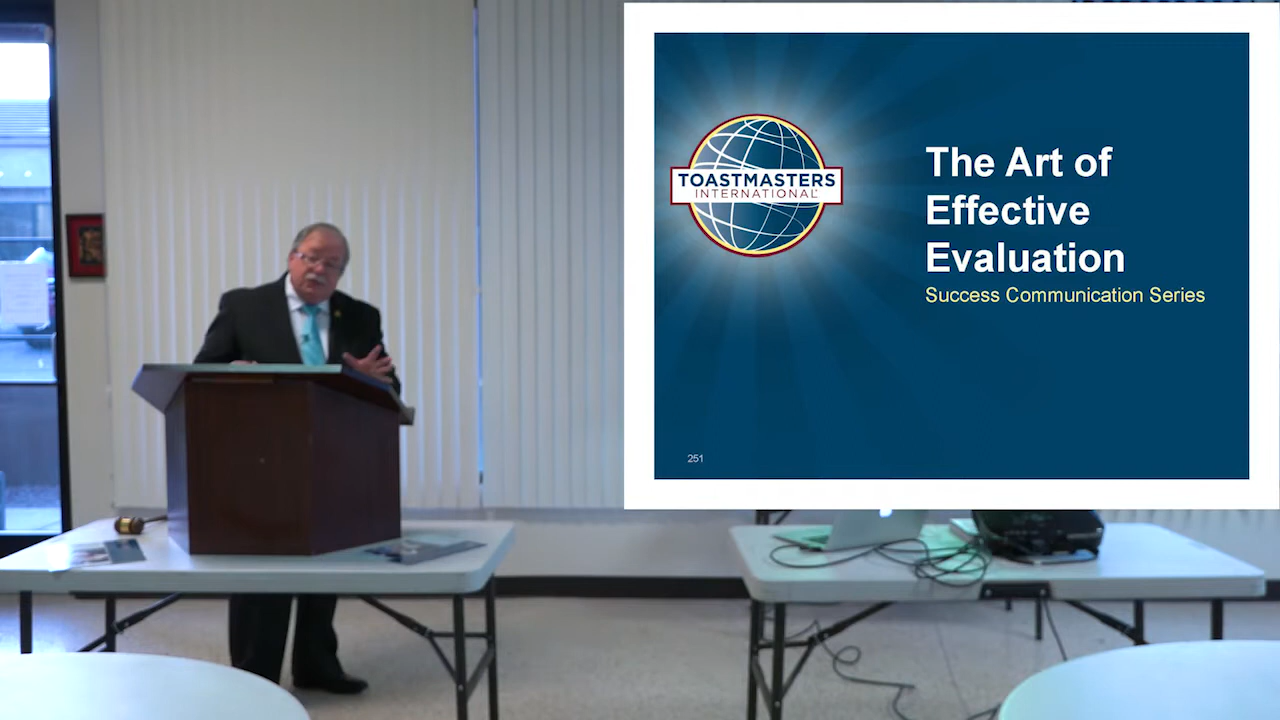 TOASTMASTERS
INTERNATIONAL
The Art of
Effective
Evaluation
Success Communication Series
251